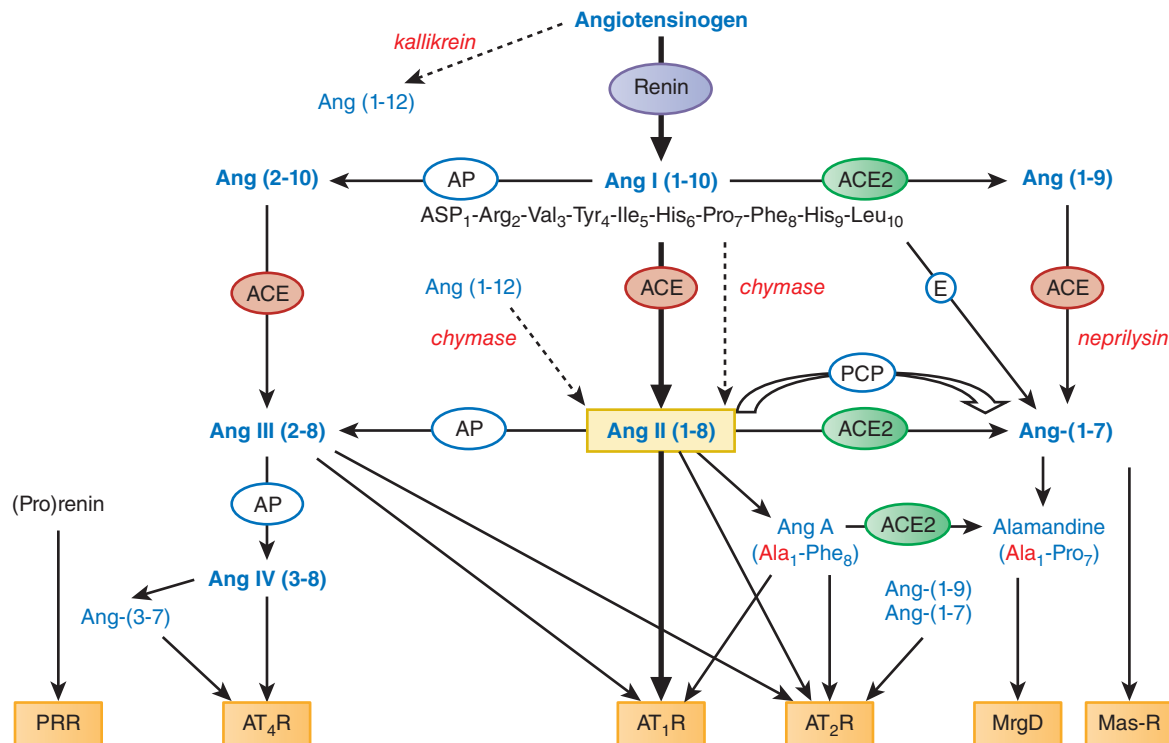 Angiotensinogen
kallikrein
Renin
Ang (1-12)
Ang (2-10)
AP
Ang I (1-10)
ACE2
Ang (1-9)
ASP₁-Arg₂-Val₃-Tyr₄-Ile₅-His₆-Pro₇-Phe₈-His₉-Leu₁₀
ACE
Ang (1-12)
ACE
chymase
E
ACE
chymase
neprilysin
PCP
Ang III (2-8)
AP
Ang II (1-8)
ACE2
Ang-(1-7)
(Pro)renin
AP
Ang A
(Ala₁-Phe₈)
ACE2
Alamandine
(Ala₁-Pro₇)
Ang IV (3-8)
Ang-(3-7)
Ang-(1-9)
Ang-(1-7)
PRR
AT₄R
AT₁R
AT₂R
MrgD
Mas-R